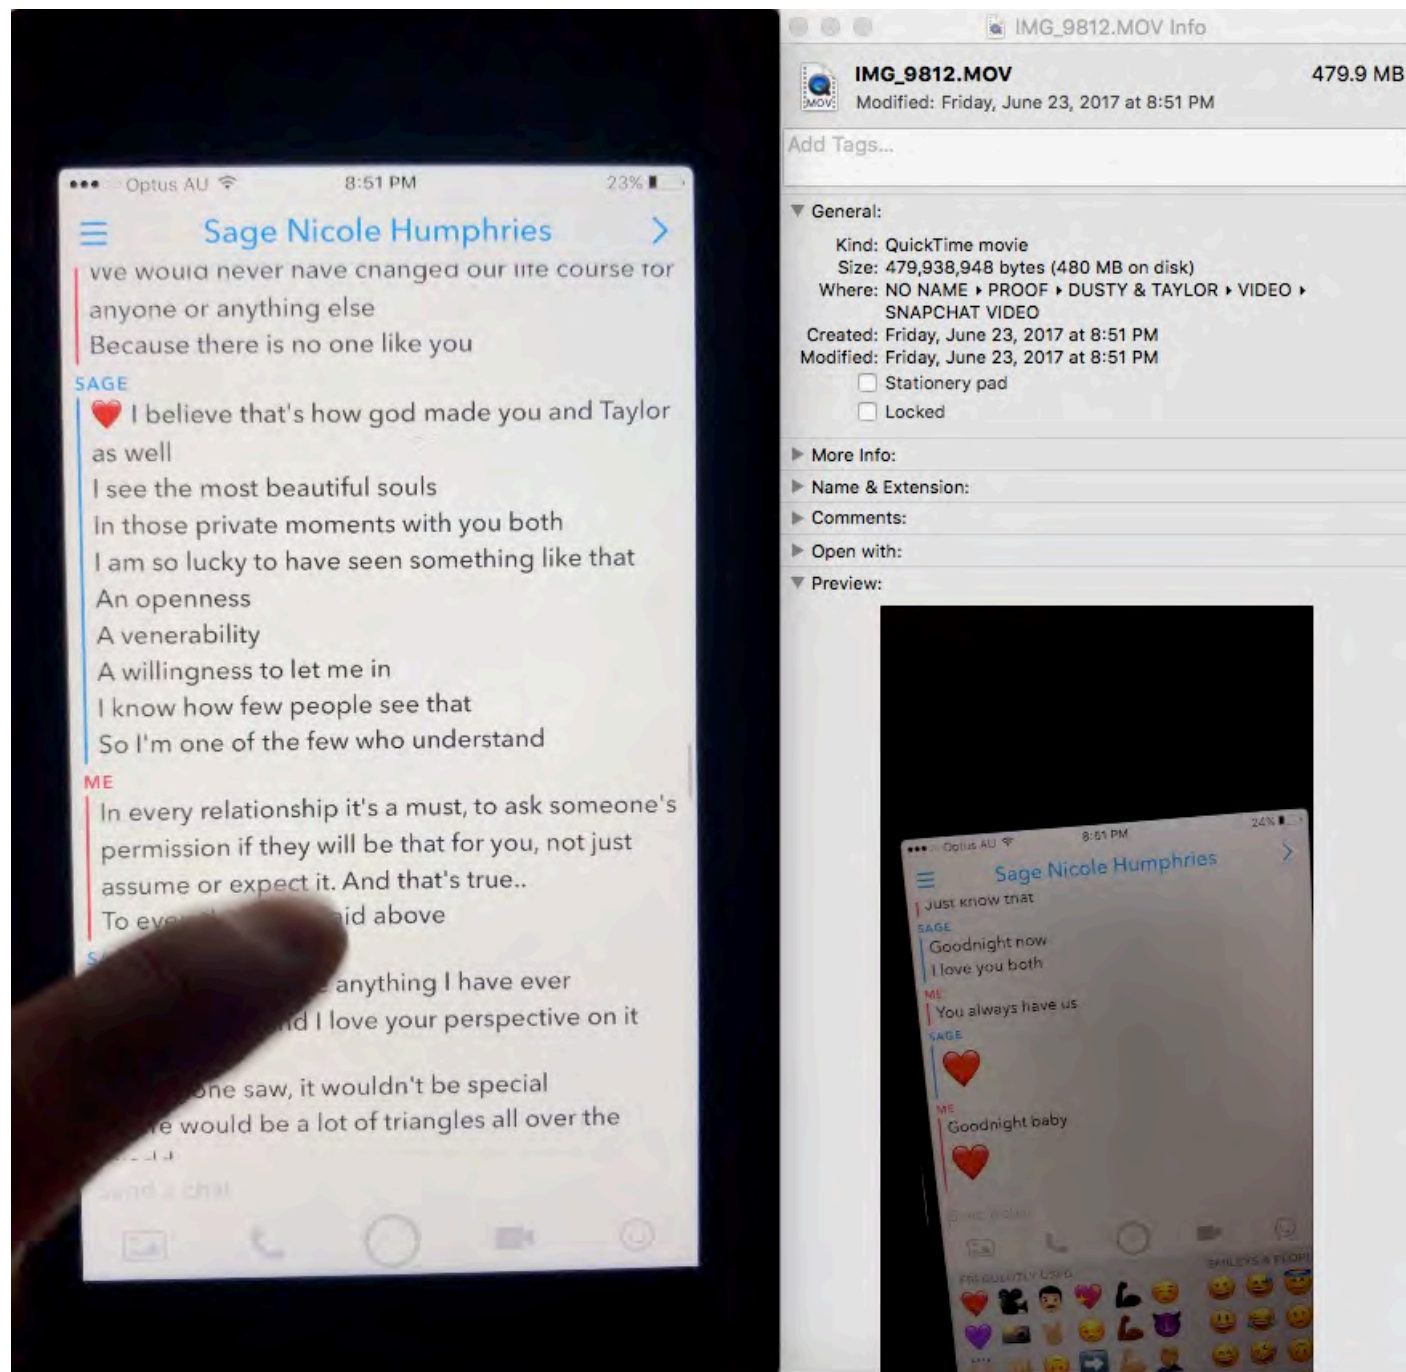 Optus AU
8:51 PM
23%
Sage Nicole Humphries
We would never have changed our life course for
anyone or anything else
Because there is no one like you
SAGE
❤️ I believe that's how god made you and Taylor
as well
I see the most beautiful souls
In those private moments with you both
I am so lucky to have seen something like that
An openness
A venerability
A willingness to let me in
I know how few people see that
So I'm one of the few who understand
ME
In every relationship it's a must, to ask someone's
permission if they will be that for you, not just
assume or expect it. And that's true..
To aid above
anything I have ever
I love your perspective on it
one saw, it wouldn't be special
would be a lot of triangles all over the
Send a chat
IMG_9812.MOV Info
IMG_9812.MOV
479.9 MB
Modified: Friday, June 23, 2017 at 8:51 PM
MOV
Add Tags...
General:
Kind: QuickTime movie
Size: 479,938,948 bytes (480 MB on disk)
Where: NO NAME ▸ PROOF ▸ DUSTY & TAYLOR ▸ VIDEO ▸
SNAPCHAT VIDEO
Created: Friday, June 23, 2017 at 8:51 PM
Modified: Friday, June 23, 2017 at 8:51 PM
Stationery pad
Locked
More Info:
Name & Extension:
Comments:
Open with:
Preview:
Optus AU
8:51 PM
24%
Sage Nicole Humphries
Just know that
SAGE
Goodnight now
I love you both
ME
You always have us
SAGE
❤️
ME
Goodnight baby
❤️
FREQUENTLY USED
SMILEYS & PEOPL